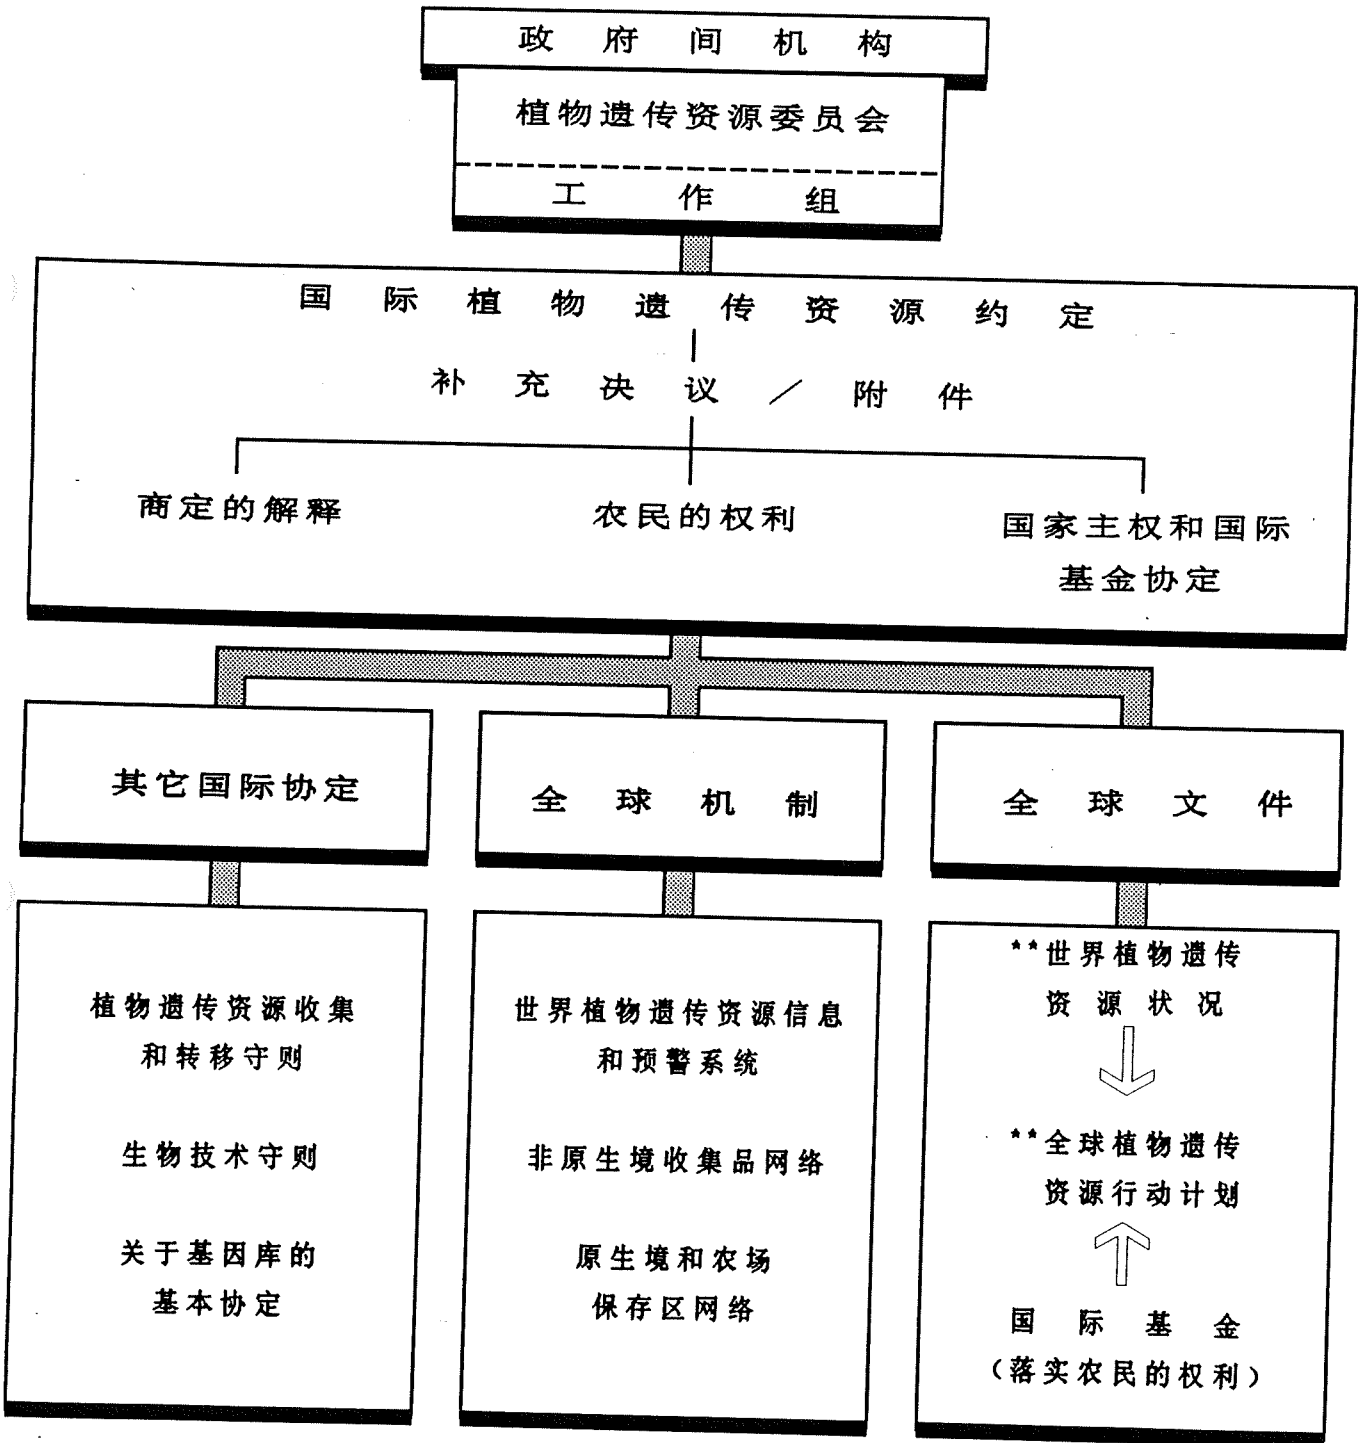 政府间机构
植物遗传资源委员会
工作组
国际植物遗传资源约定
补充决议／附件
商定的解释
农民的权利
国家主权和国际
基金协定
其它国际协定
全球机制
全球文件
植物遗传资源收集
和转移守则
生物技术守则
关于基因库的
基本协定
世界植物遗传资源信息
和预警系统
非原生境收集品网络
原生境和农场
保存区网络
**世界植物遗传
资源状况
**全球植物遗传
资源行动计划
国际基金
（落实农民的权利）